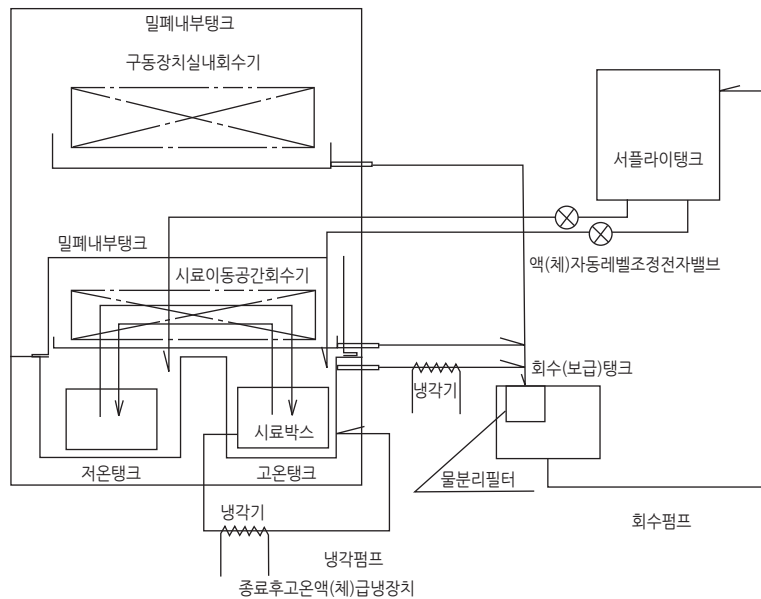 밀폐내부탱크
구동장치실내회수기
서플라이탱크
밀폐내부탱크
액(체)자동레벨조정전자밸브
시료이동공간회수기
회수(보급)탱크
냉각기
시료박스
저온탱크
고온탱크
물분리필터
냉각기
회수펌프
냉각펌프
종료후고온액(체)급냉장치